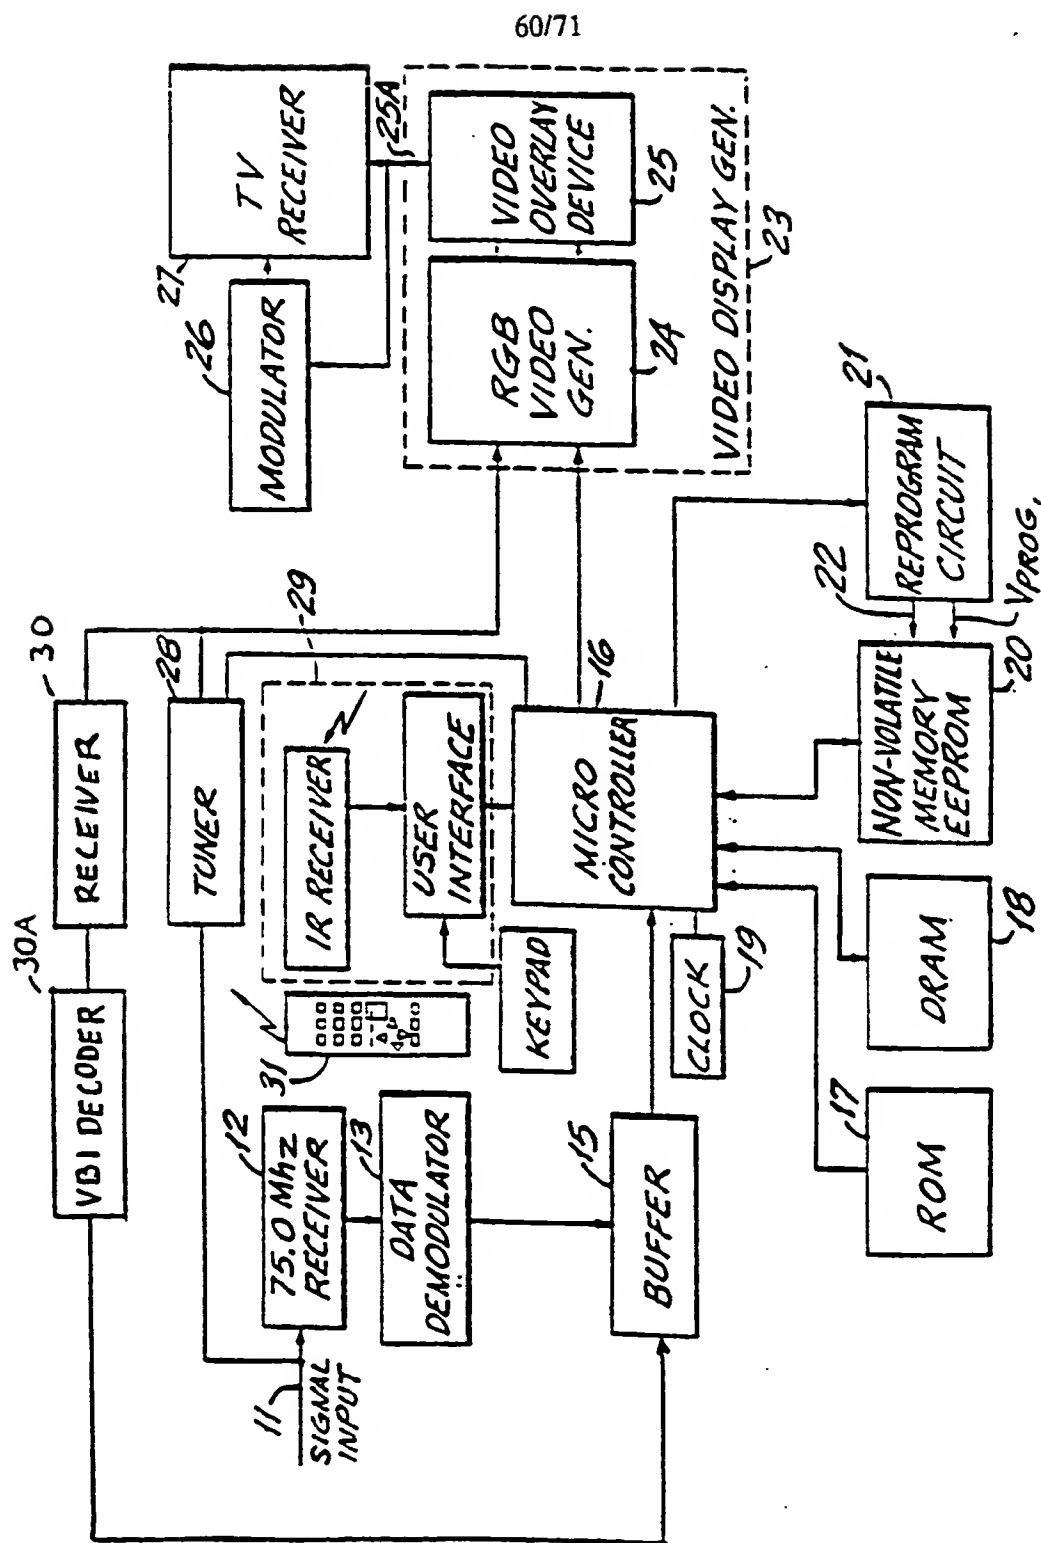 60/71
30A
VBI DECODER
30
RECEIVER
28
TUNER
29
IR RECEIVER
USER
INTERFACE
31
KEYPAD
12
75.0 Mhz
RECEIVER
13
DATA
DEMODULATOR
11
SIGNAL
INPUT
15
BUFFER
16
MICRO
CONTROLLER
CLOCK
19
17
ROM
DRAM
18
NON-VOLATILE
MEMORY
EEPROM
20
22
VPROG.
REPROGRAM
CIRCUIT
21
26
MODULATOR
27
TV
RECEIVER
25A
RGB
VIDEO
GEN.
24
VIDEO
OVERLAY
DEVICE
25
VIDEO DISPLAY GEN.
23